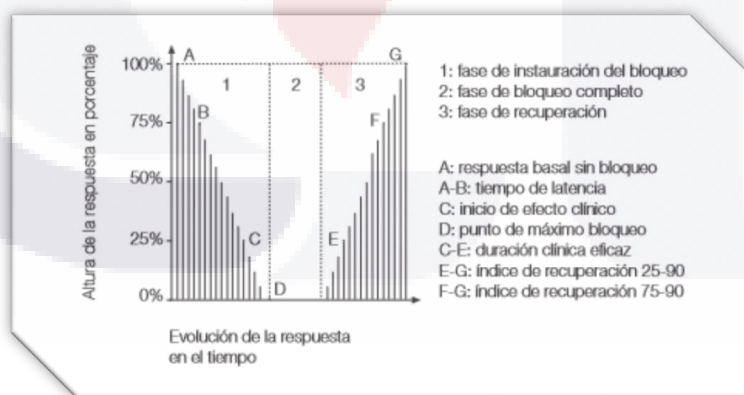 Altura de la respuesta en porcentaje
100%
75%
50%
25%
0%
A
B
C
D
E
F
G
1
2
3
Evolución de la respuesta
en el tiempo
1: fase de instauración del bloqueo
2: fase de bloqueo completo
3: fase de recuperación
A: respuesta basal sin bloqueo
A-B: tiempo de latencia
C: inicio de efecto clínico
D: punto de máximo bloqueo
C-E: duración clínica eficaz
E-G: índice de recuperación 25-90
F-G: índice de recuperación 75-90